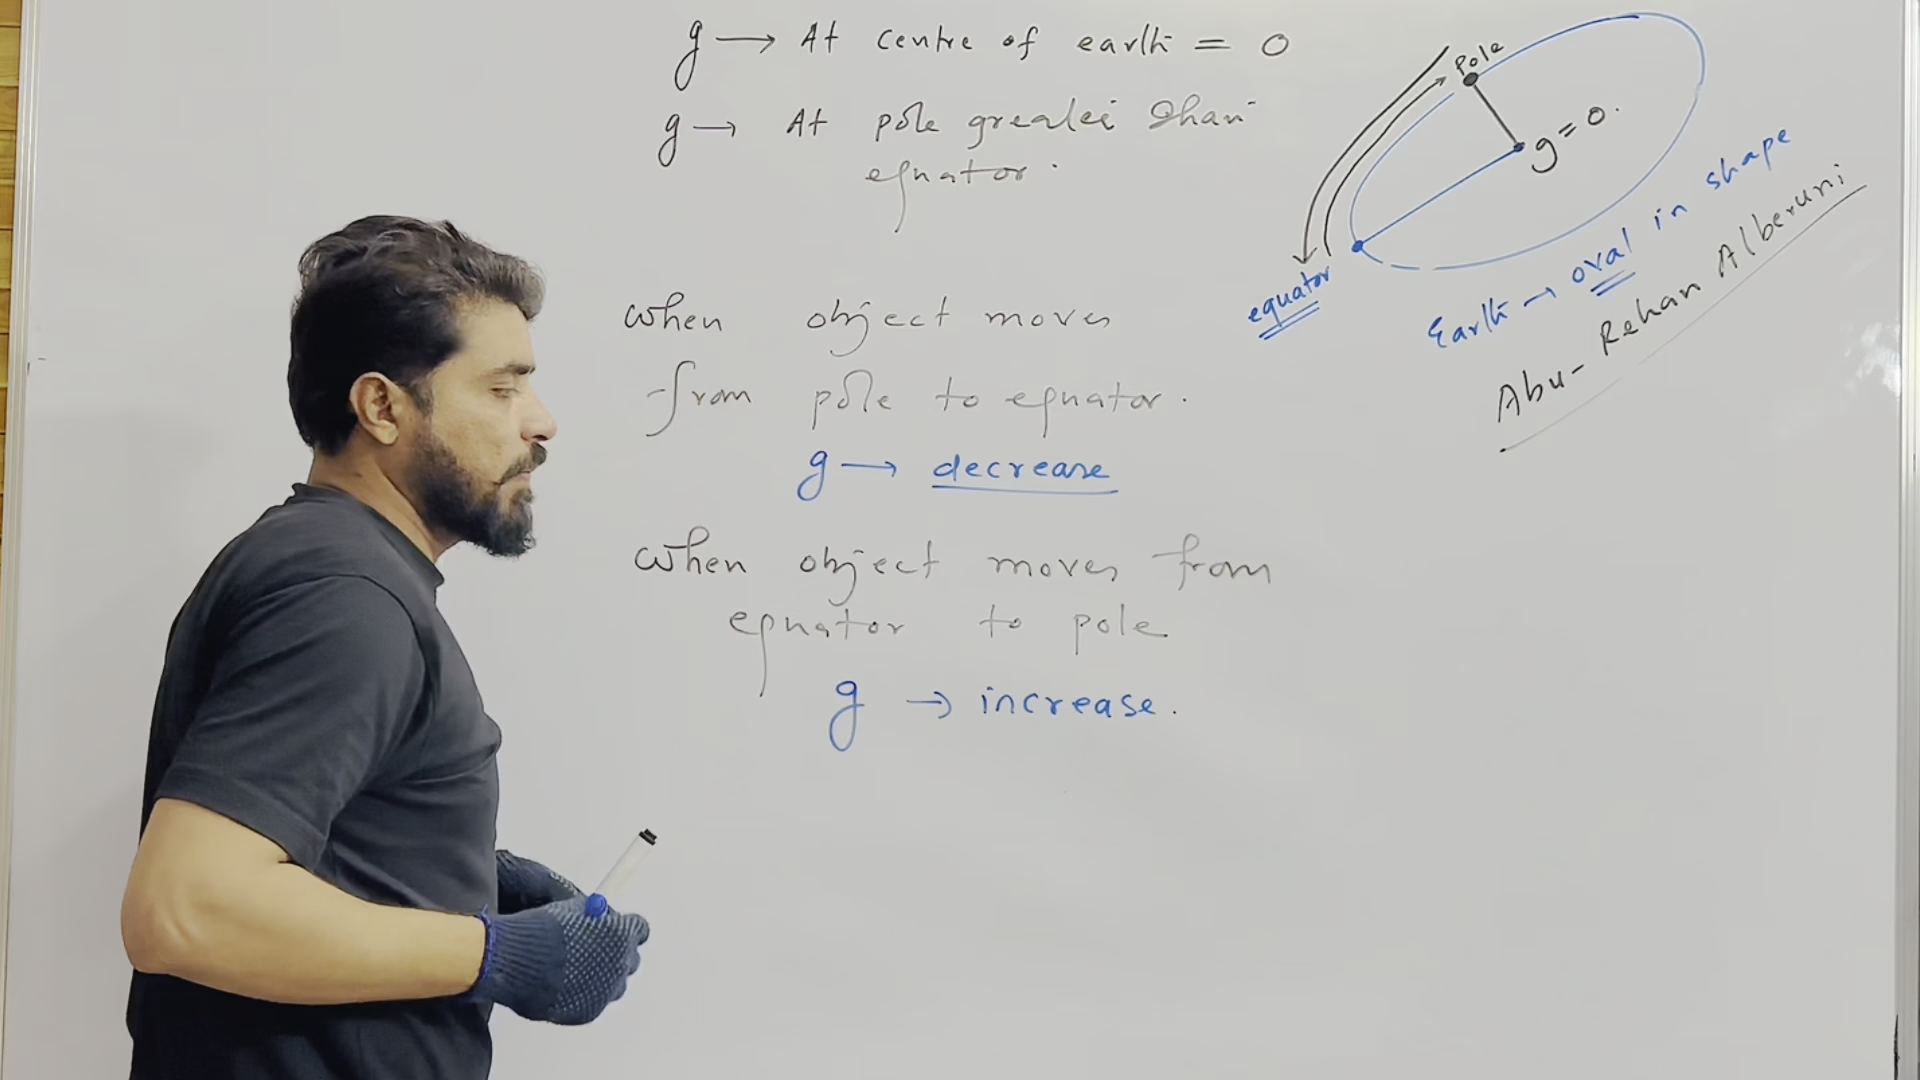 g → At centre of earth = 0
g → At pole greater than
equator.
when object moves
from pole to equator.
g → decrease
when object moves from
equator to pole
g → increase.
Pole
g = 0.
equator
Earth → oval in shape
Abu-Rehan Alberuni